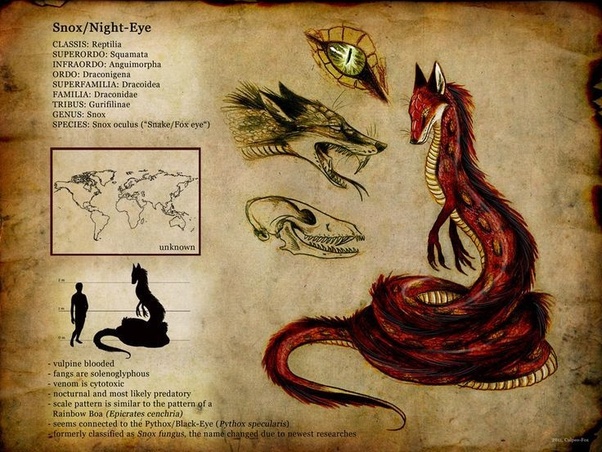 Snox/Night-Eye
CLASSIS: Reptilia
SUPERORDO: Squamata
INFRAORDO: Anguimorpha
ORDO: Draconigena
SUPERFAMILIA: Dracoidea
FAMILIA: Draconidae
TRIBUS: Gurifilinae
GENUS: Snox
SPECIES: Snox oculus ("Snake/Fox eye")
unknown
2 m
1 m
0 m
- vulpine blooded
- fangs are solenoglyphous
- venom is cytotoxic
- nocturnal and most likely predatory
- scale pattern is similar to the pattern of a
Rainbow Boa (Epicrates cenchria)
- seems connected to the Pythox/Black-Eye (Pythox specularis)
- formerly classified as Snox fungus, the name changed due to newest researches